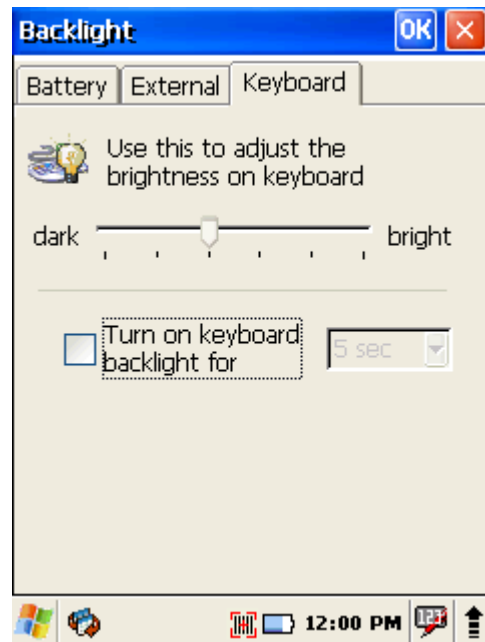 Backlight OK
Battery External Keyboard
Use this to adjust the
brightness on keyboard
dark bright
Turn on keyboard
backlight for
5 sec
12:00 PM 123